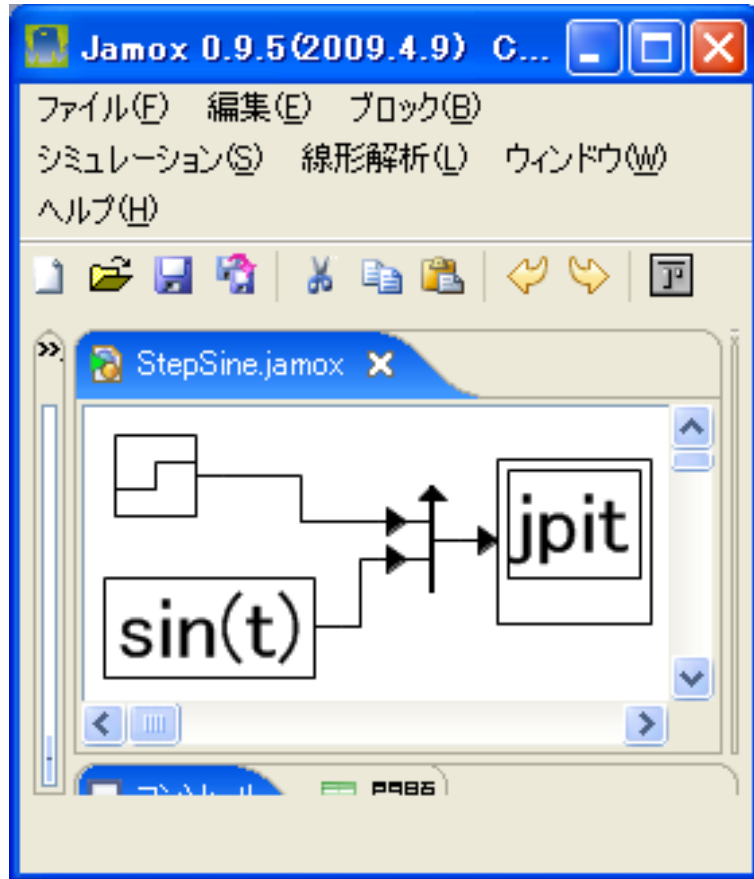 Jamox 0.9.5(2009.4.9) C...
ファイル(F) 編集(E) ブロック(B)
シミュレーション(S) 線形解析(L) ウィンドウ(W)
ヘルプ(H)
StepSine.jamox
jpit
sin(t)